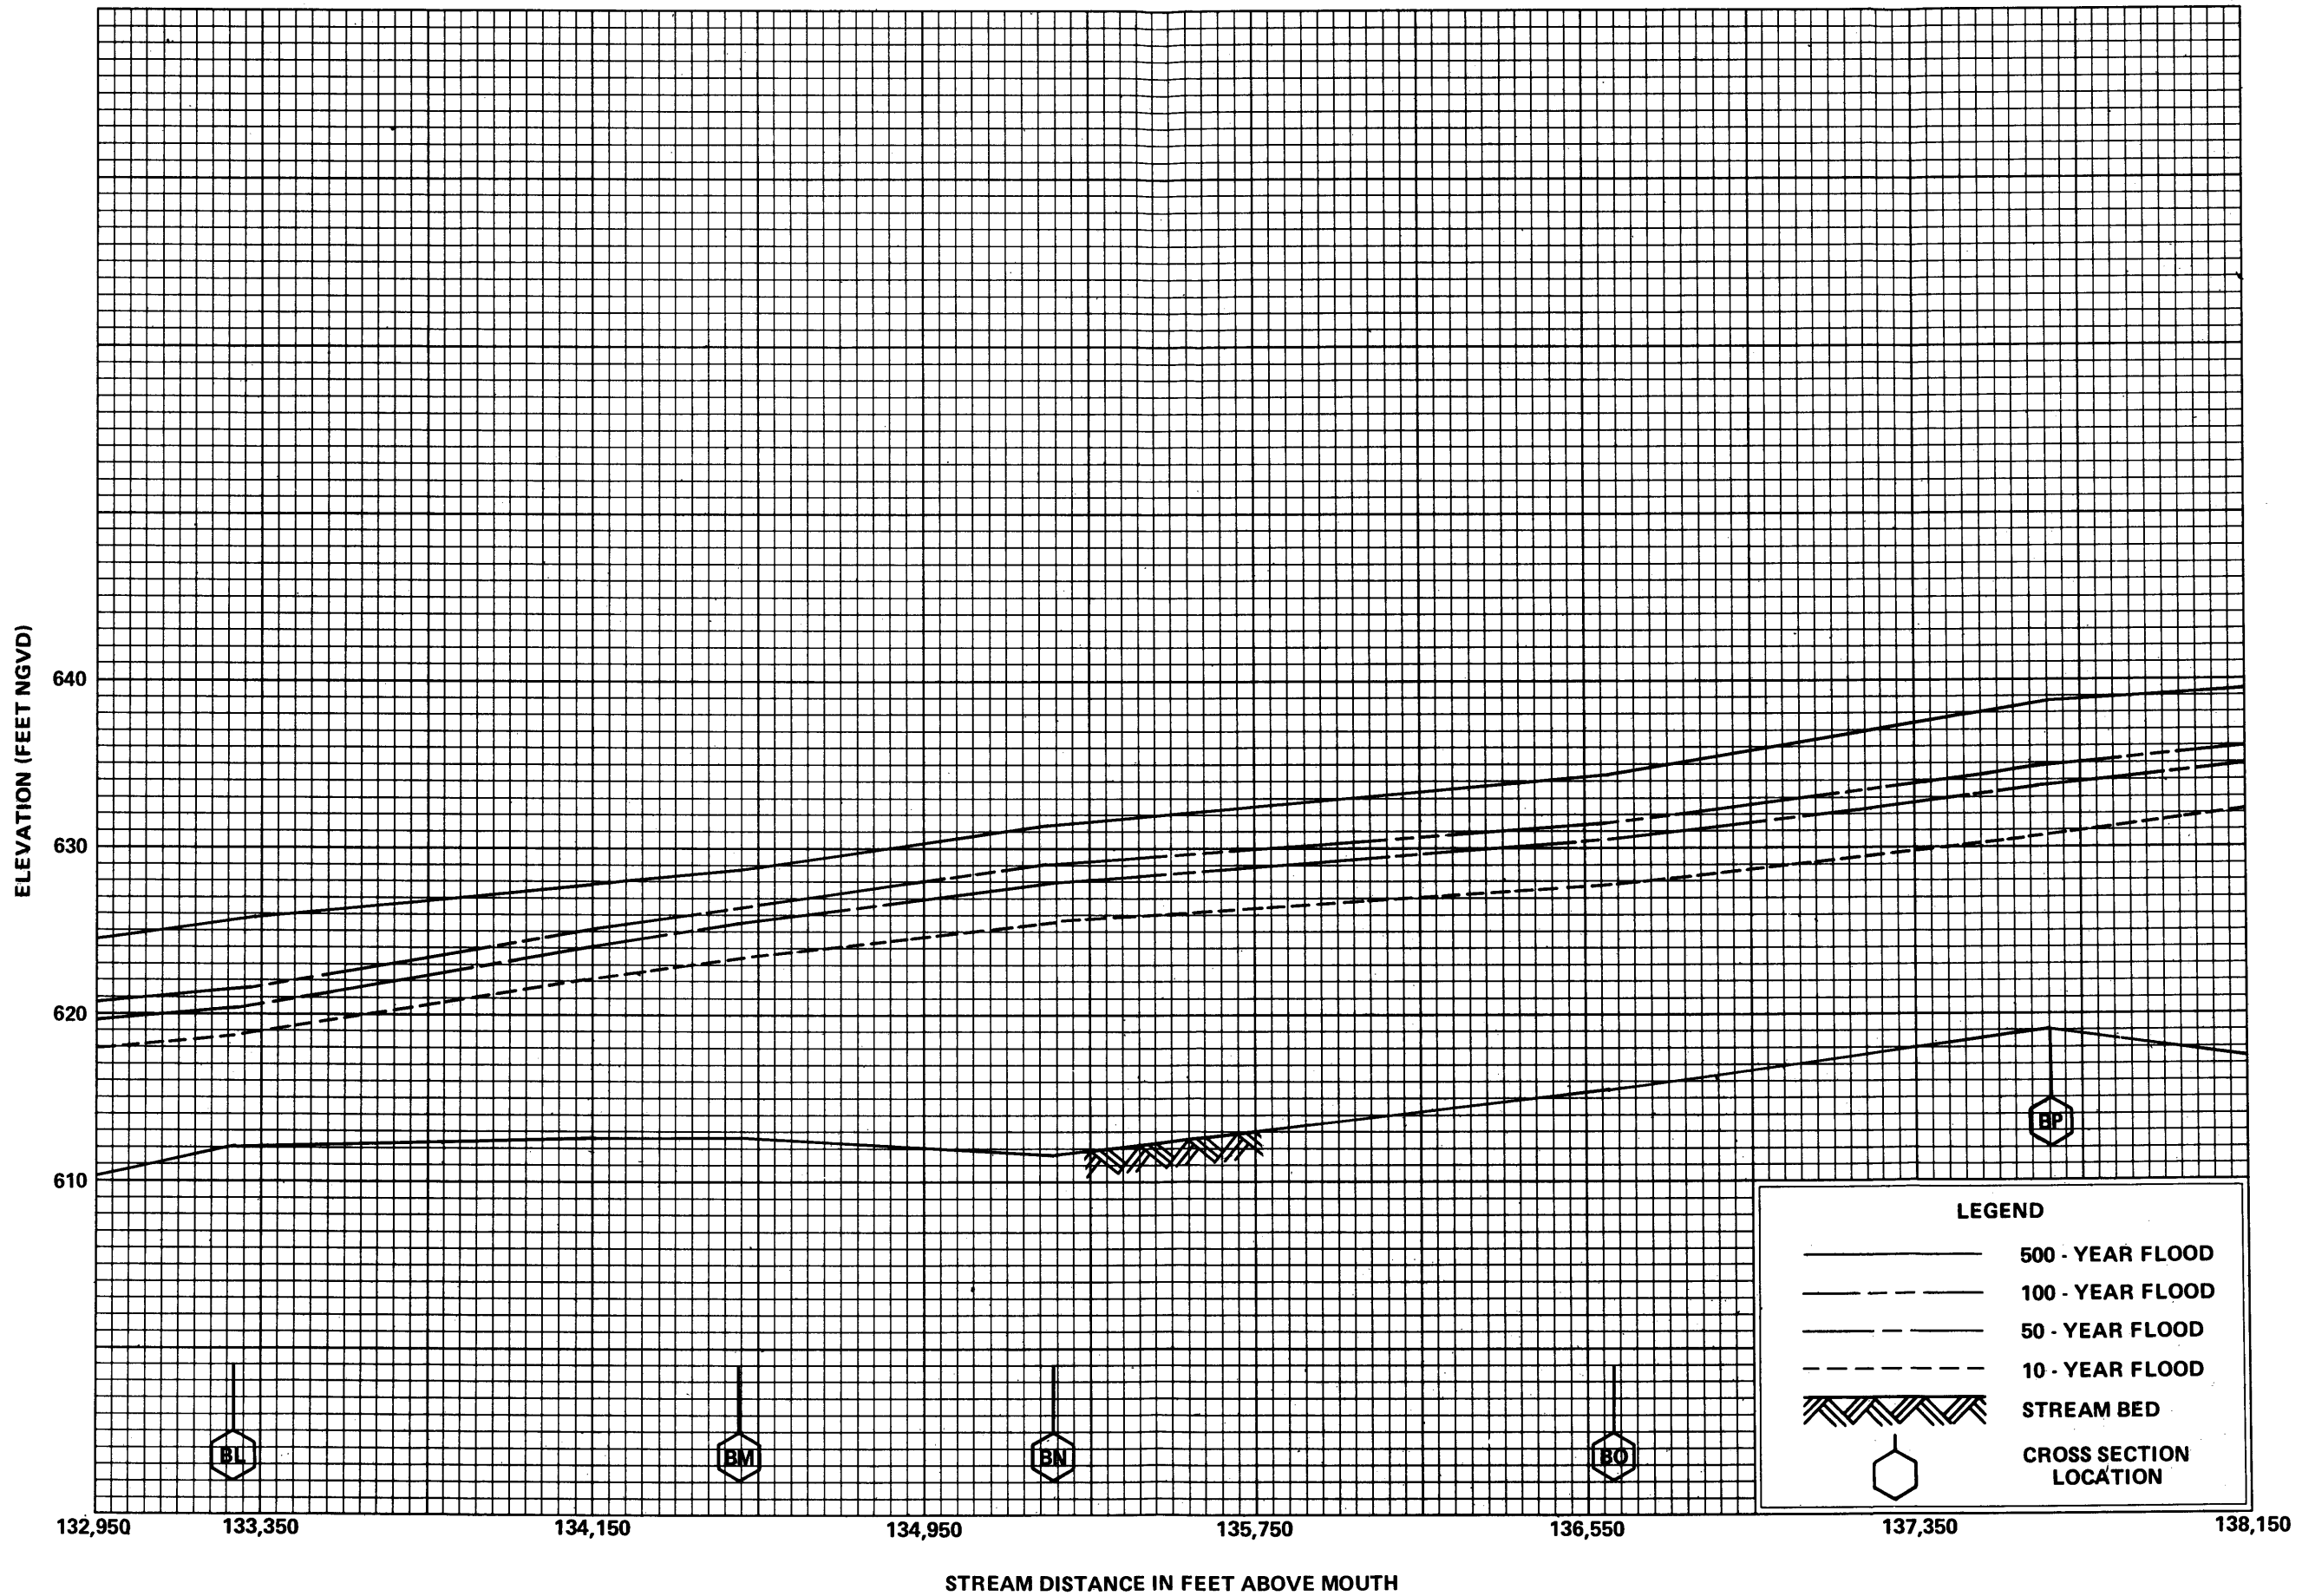 ELEVATION (FEET NGVD)
640
630
620
610
BL
BM
BN
BO
BP
LEGEND
500 - YEAR FLOOD
100 - YEAR FLOOD
50 - YEAR FLOOD
10 - YEAR FLOOD
STREAM BED
CROSS SECTION
LOCATION
132,950 133,350 134,150 134,950 135,750 136,550 137,350 138,150
STREAM DISTANCE IN FEET ABOVE MOUTH